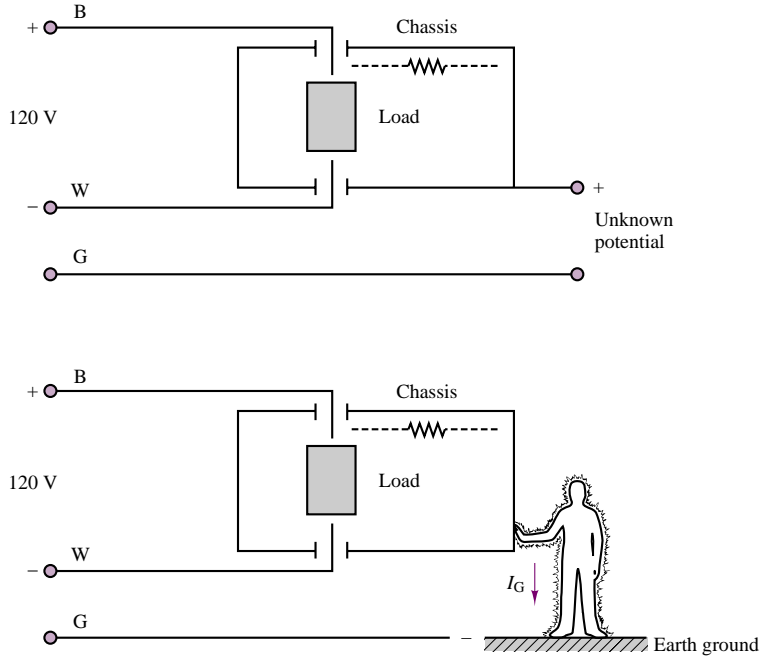 B
+
Chassis
120 V
Load
W
−
+
Unknown
potential
G
B
+
Chassis
120 V
Load
W
−
I_G
G
−
Earth ground